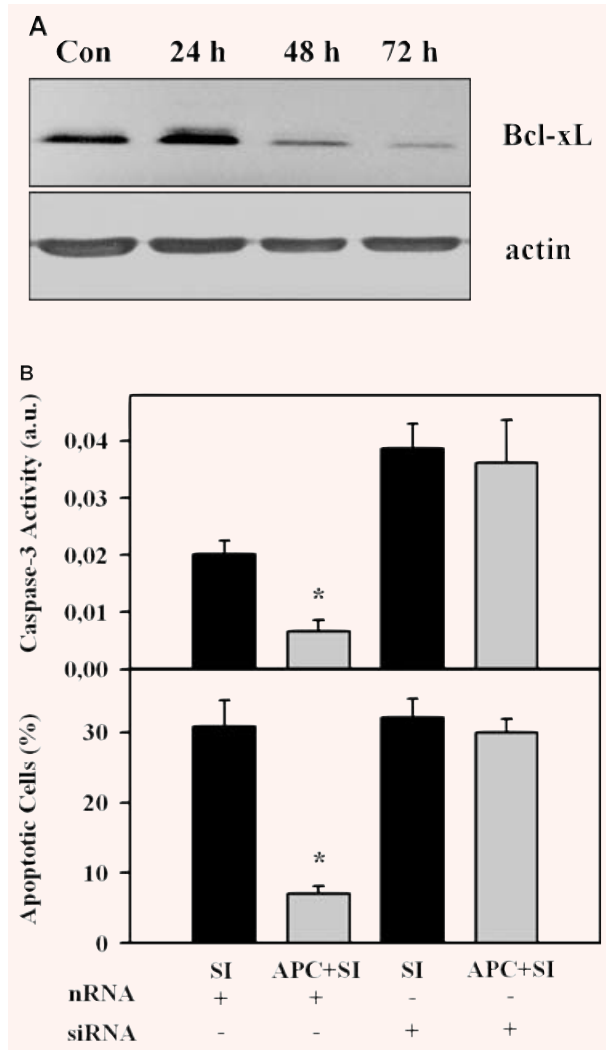 A
Con 24 h 48 h 72 h
Bcl-xL
actin
B
Caspase-3 Activity (a.u.)
0,04
0,03
0,02
*
0,01
0,00
Apoptotic Cells (%)
30
20
*
10
0
SI APC+SI SI APC+SI
nRNA + + - -
siRNA - - + +